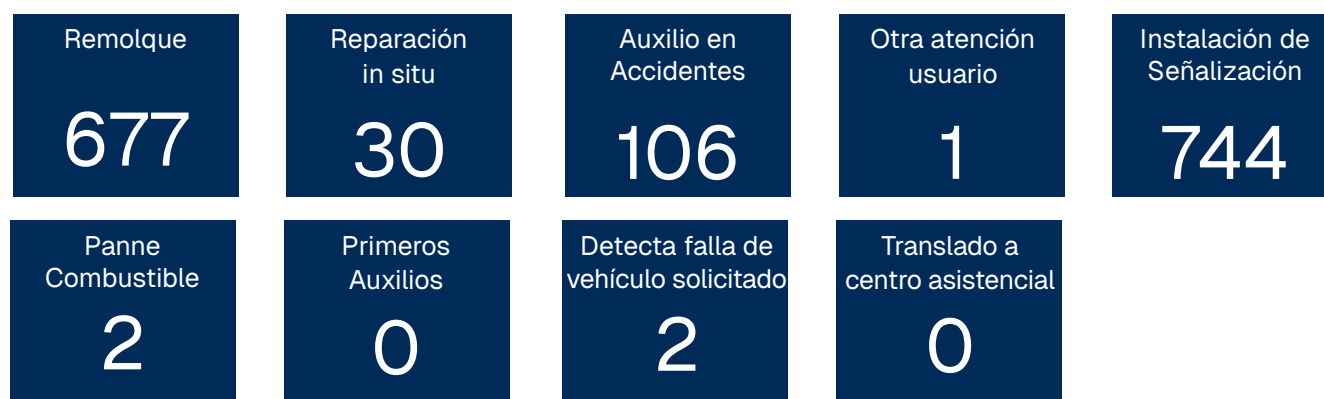 Remolque
677
Reparación
in situ
30
Auxilio en
Accidentes
106
Otra atención
usuario
1
Instalación de
Señalización
744
Panne
Combustible
2
Primeros
Auxilios
0
Detecta falla de
vehículo solicitado
2
Translado a
centro asistencial
0